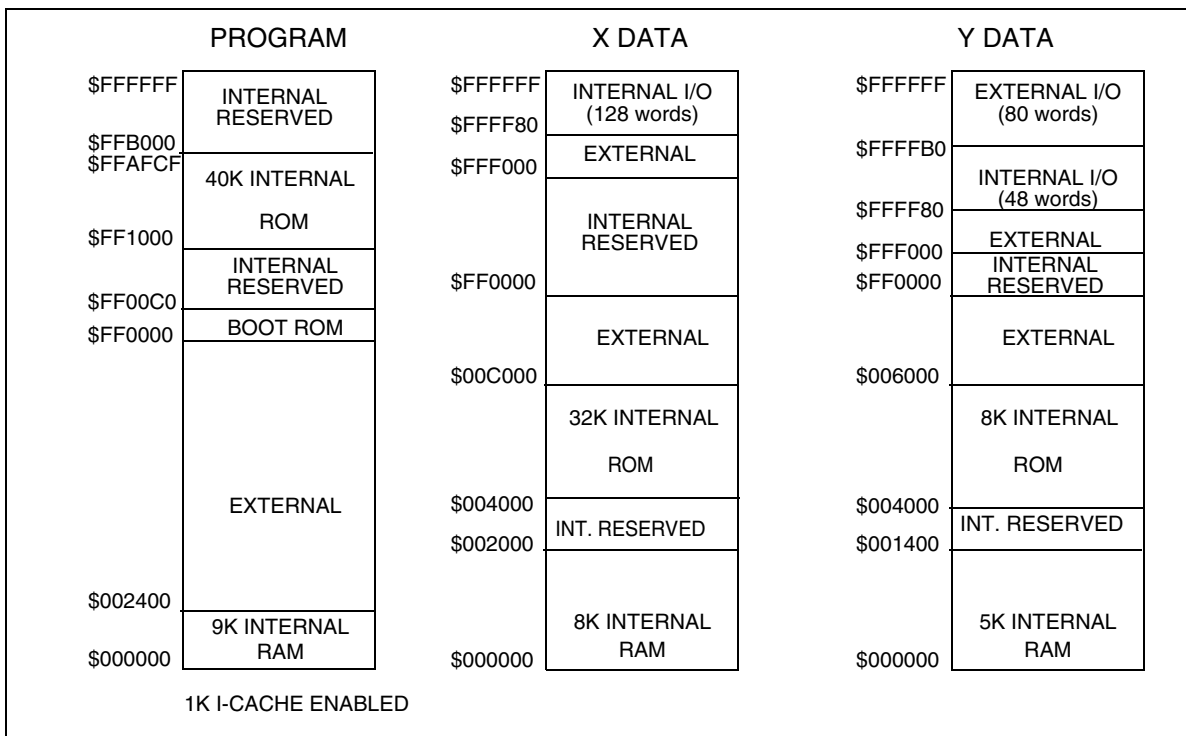 PROGRAM
$FFFFFF
INTERNAL
RESERVED
$FFB000
$FFAFCF
40K INTERNAL
ROM
$FF1000
INTERNAL
RESERVED
$FF00C0
BOOT ROM
$FF0000
EXTERNAL
$002400
9K INTERNAL
RAM
$000000
1K I-CACHE ENABLED
X DATA
$FFFFFF
INTERNAL I/O
(128 words)
$FFFF80
EXTERNAL
$FFF000
INTERNAL
RESERVED
$FF0000
EXTERNAL
$00C000
32K INTERNAL
ROM
$004000
INT. RESERVED
$002000
8K INTERNAL
RAM
$000000
Y DATA
$FFFFFF
EXTERNAL I/O
(80 words)
$FFFFB0
INTERNAL I/O
(48 words)
$FFFF80
EXTERNAL
$FFF000
INTERNAL
RESERVED
$FF0000
EXTERNAL
$006000
8K INTERNAL
ROM
$004000
INT. RESERVED
$001400
5K INTERNAL
RAM
$000000